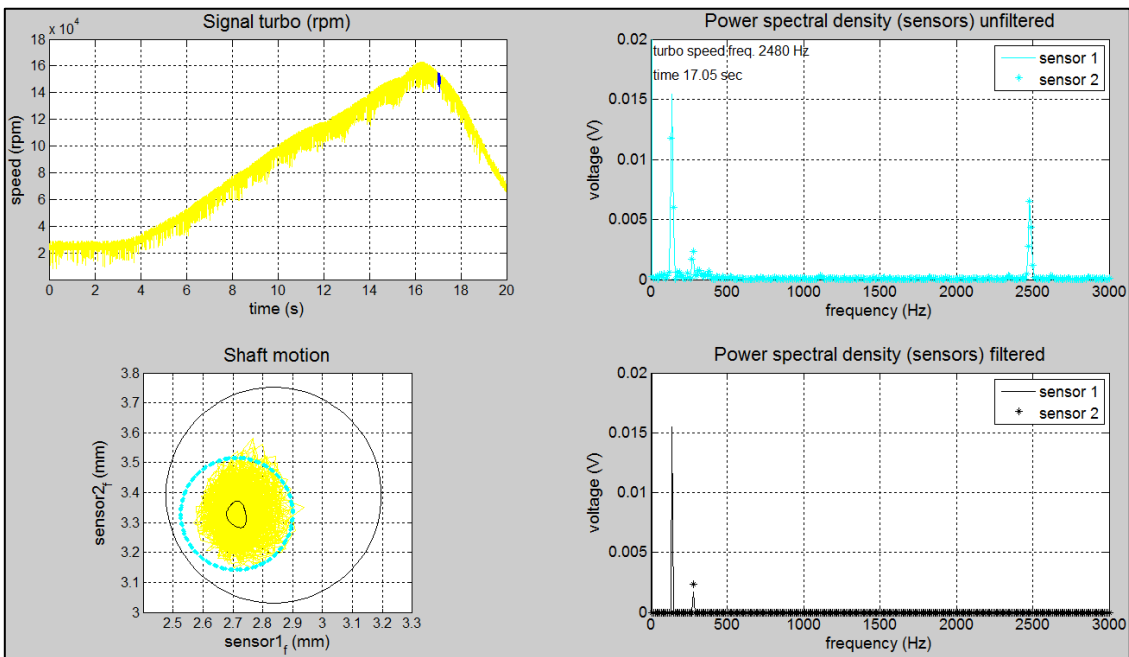 Signal turbo (rpm)
x 10⁴
18
16
14
12
10
8
6
4
2
speed (rpm)
0 2 4 6 8 10 12 14 16 18 20
time (s)
Power spectral density (sensors) unfiltered
0.02
0.015
0.01
0.005
0
voltage (V)
turbo speed freq. 2480 Hz
time 17.05 sec
sensor 1
sensor 2
0 500 1000 1500 2000 2500 3000
frequency (Hz)
Shaft motion
3.8
3.7
3.6
3.5
3.4
3.3
3.2
3.1
3
sensor2f (mm)
2.5 2.6 2.7 2.8 2.9 3 3.1 3.2 3.3
sensor1f (mm)
Power spectral density (sensors) filtered
0.02
0.015
0.01
0.005
0
voltage (V)
sensor 1
sensor 2
0 500 1000 1500 2000 2500 3000
frequency (Hz)